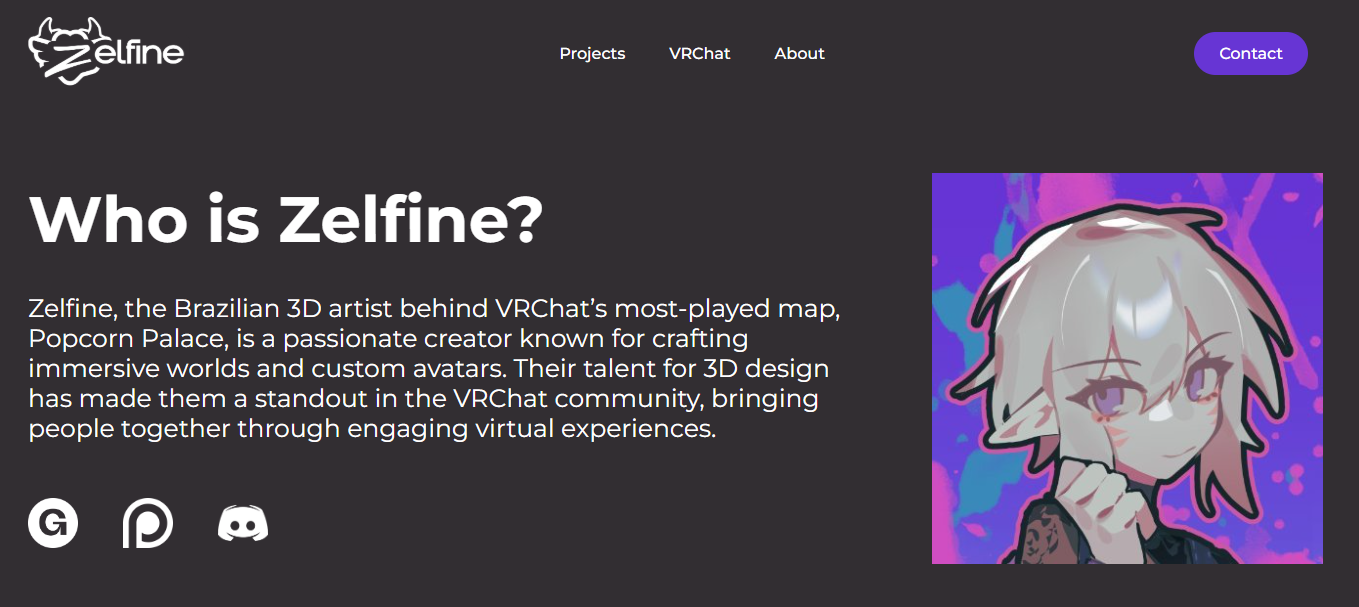 Zelfine
Projects
VRChat
About
Contact
Who is Zelfine?
Zelfine, the Brazilian 3D artist behind VRChat’s most-played map,
Popcorn Palace, is a passionate creator known for crafting
immersive worlds and custom avatars. Their talent for 3D design
has made them a standout in the VRChat community, bringing
people together through engaging virtual experiences.
G